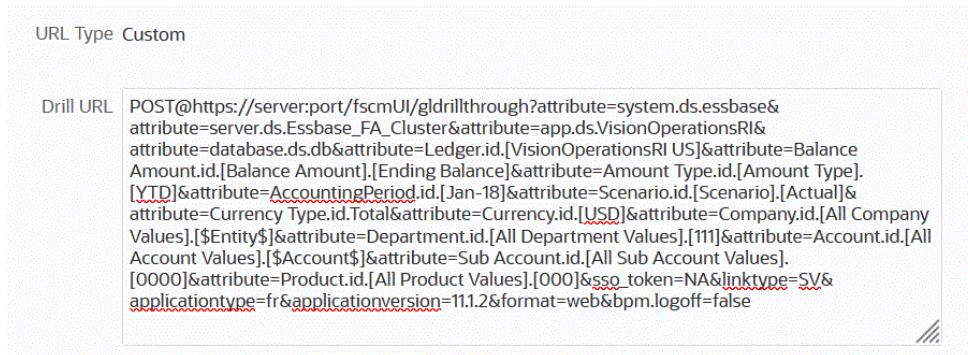 URL Type Custom
Drill URL POST@https://server:port/fscmUI/gldrillthrough?attribute=system.ds.essbase&
attribute=server.ds.Essbase_FA_Cluster&attribute=app.ds.VisionOperationsRI&
attribute=database.ds.db&attribute=Ledger.id.[VisionOperationsRI US]&attribute=Balance
Amount.id.[Balance Amount].[Ending Balance]&attribute=Amount Type.id.[Amount Type].
[YTD]&attribute=AccountingPeriod.id.[Jan-18]&attribute=Scenario.id.[Scenario].[Actual]&
attribute=Currency Type.id.Total&attribute=Currency.id.[USD]&attribute=Company.id.[All Company
Values].[$Entity$]&attribute=Department.id.[All Department Values].[111]&attribute=Account.id.[All
Account Values].[$Account$]&attribute=Sub Account.id.[All Sub Account Values].
[0000]&attribute=Product.id.[All Product Values].[000]&sso_token=NA&linktype=SV&
applicationtype=fr&applicationversion=11.1.2&format=web&bpm.logoff=false